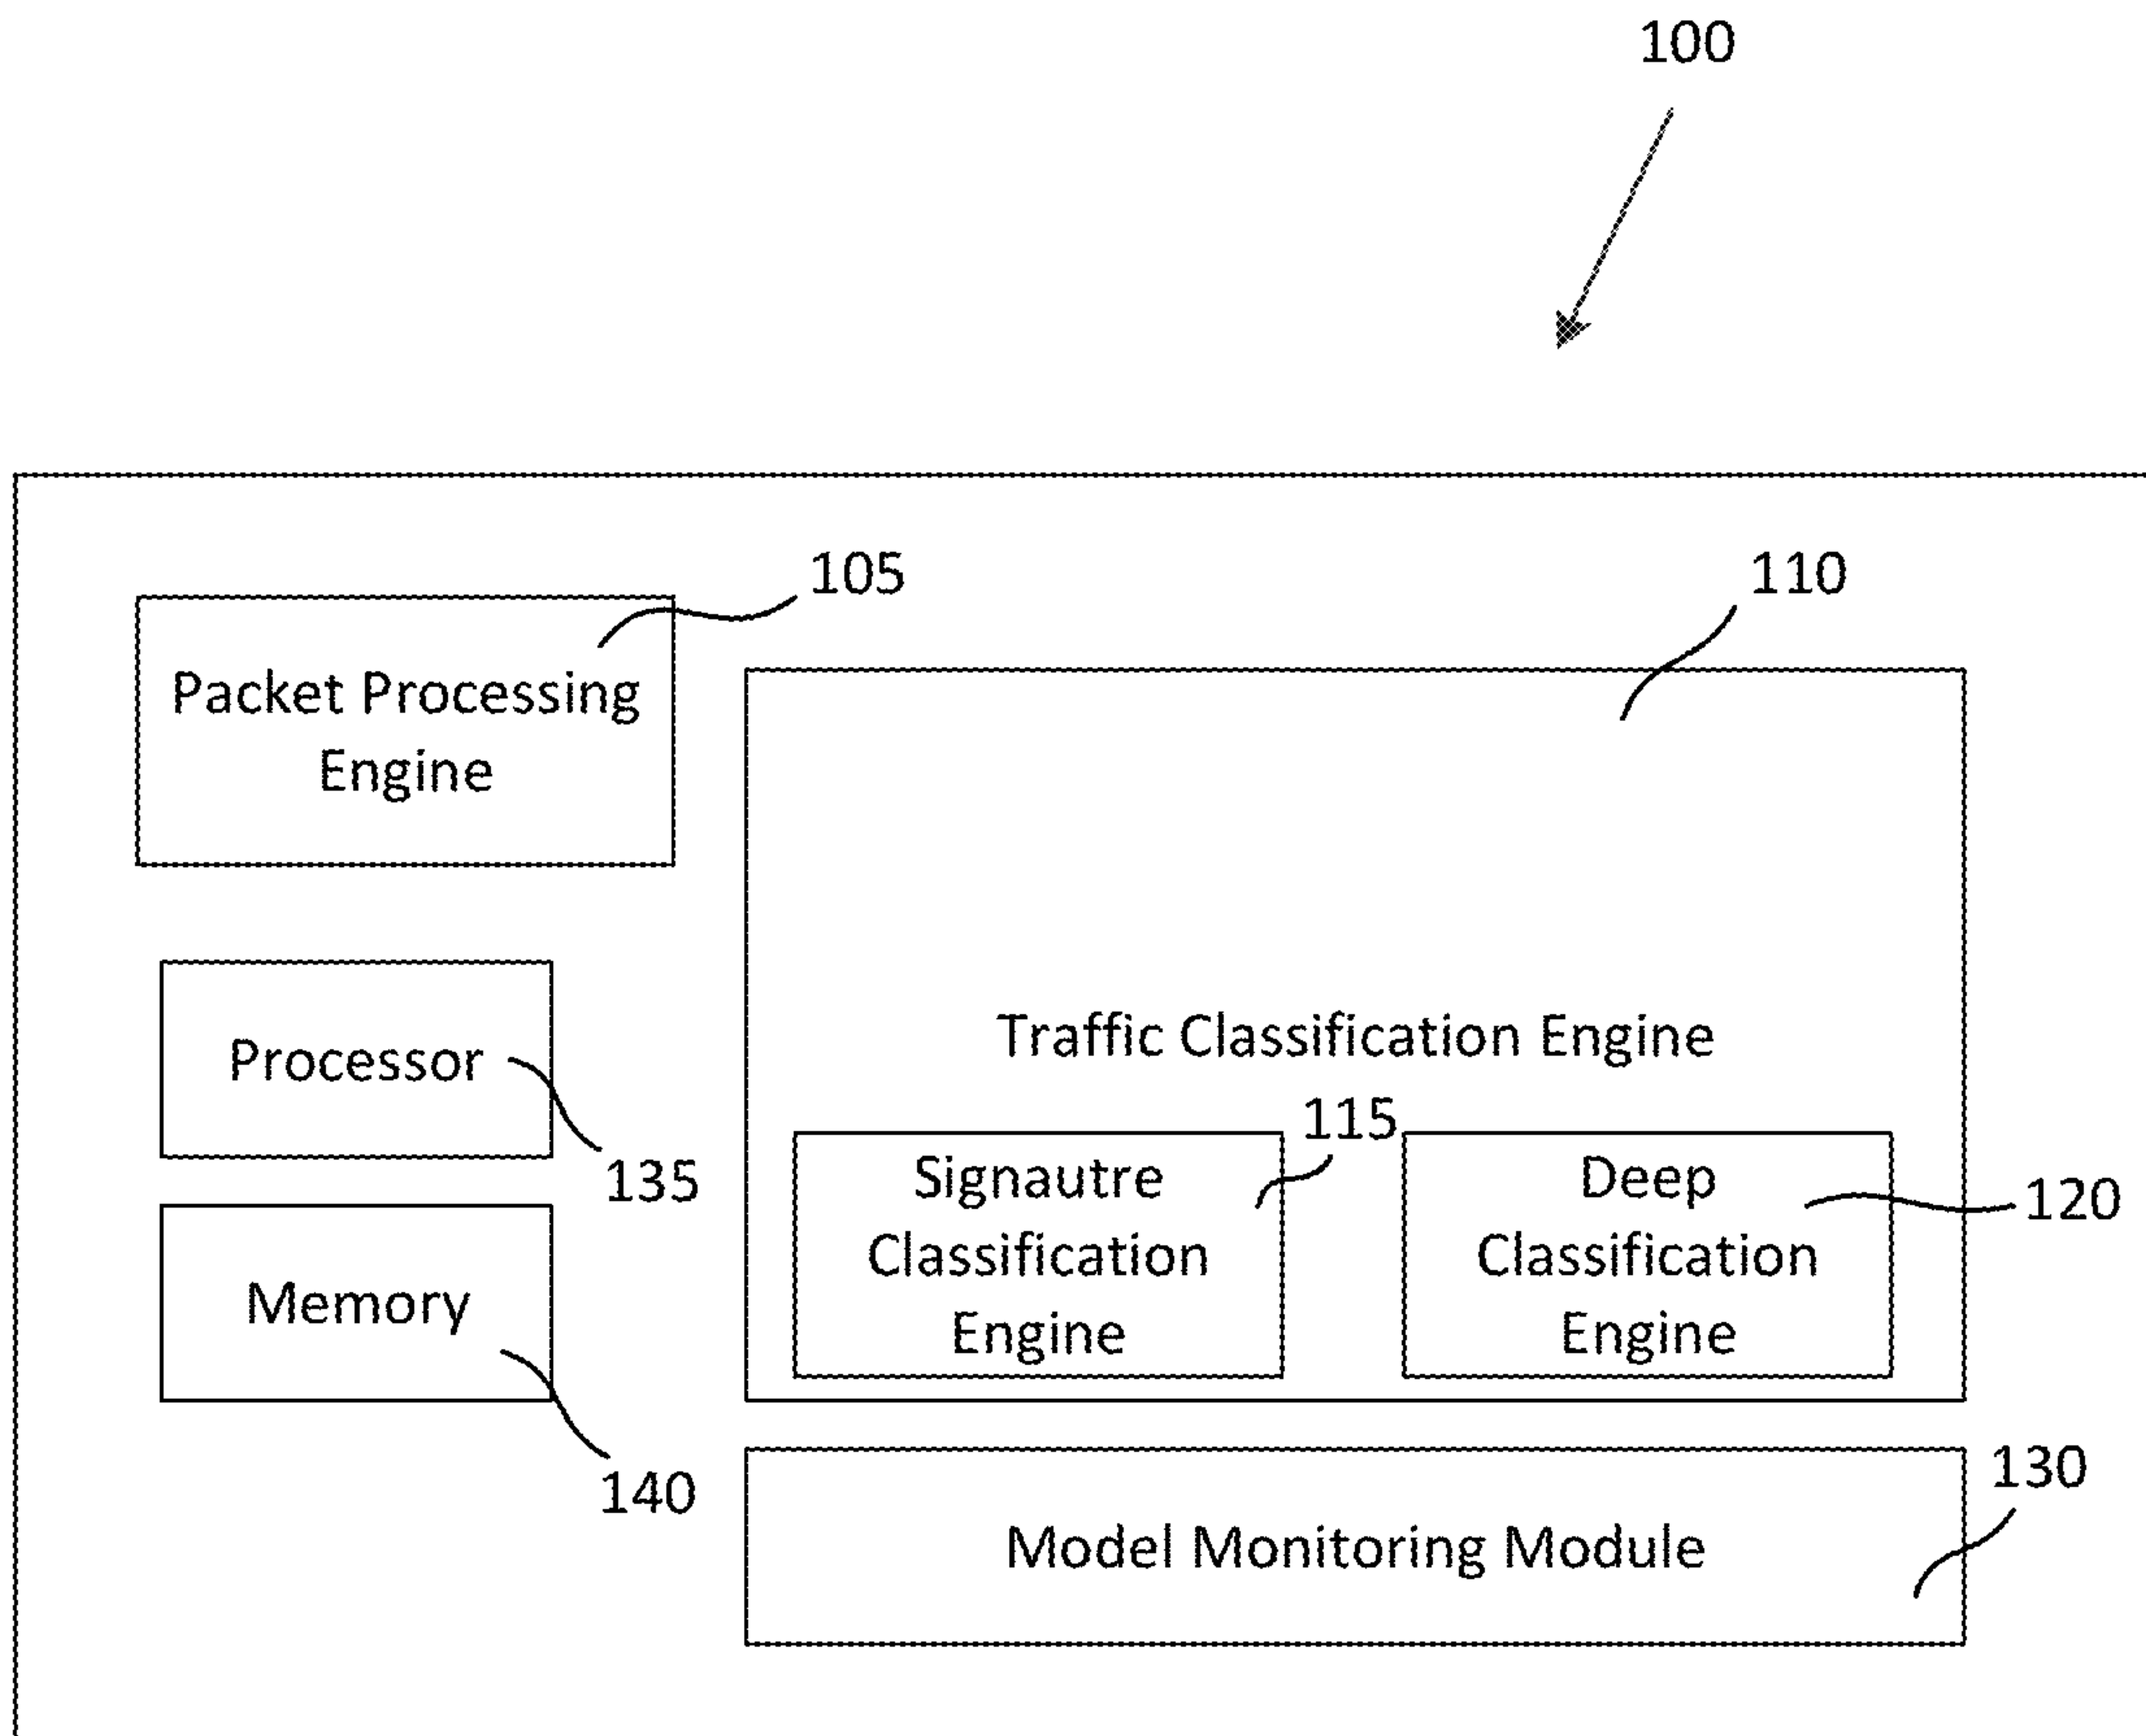 100
105
110
Packet Processing
Engine
Traffic Classification Engine
Processor
135
115
Signautre
Classification
Engine
Deep
Classification
Engine
120
Memory
140
130
Model Monitoring Module